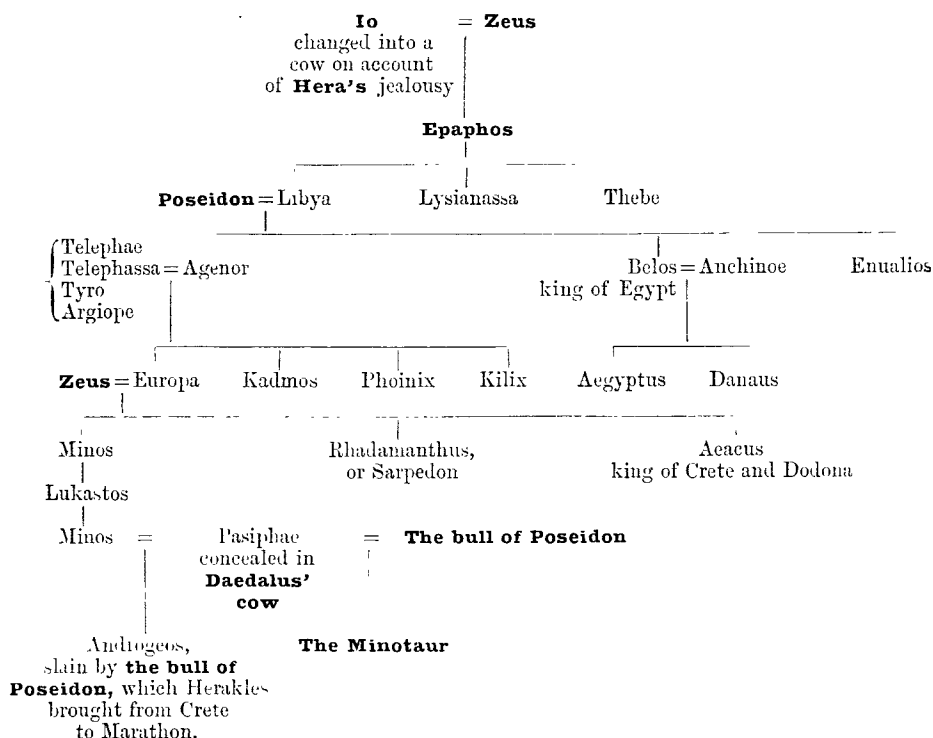 Io = Zeus
changed into a
cow on account
of Hera's jealousy
Epaphos
Poseidon = Libya Lysianassa Thebe
Telephae
Telephassa = Agenor Belos = Anchinoe Enualios
Tyro king of Egypt
Argiope
Zeus = Europa Kadmos Phoinix Kilix Aegyptus Danaus
Minos Rhadamanthus, Aeacus
or Sarpedon king of Crete and Dodona
Lukastos
Minos = Pasiphae = The bull of Poseidon
concealed in
Daedalus'
cow
Androgeos, The Minotaur
slain by the bull of
Poseidon, which Herakles
brought from Crete
to Marathon.